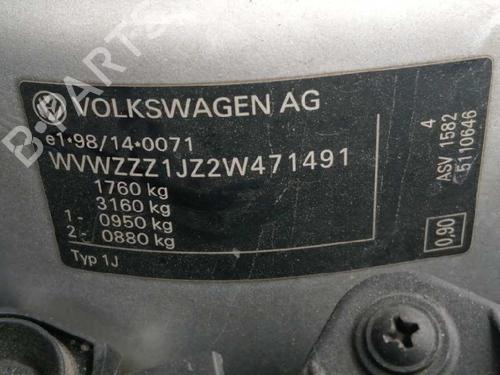 B-PARTS
VOLKSWAGEN AG
e1*98/14*0071
WVWZZZ1JZ2W471491
1760 kg
3160 kg
1 - 0950 kg
2 - 0880 kg
Typ 1J
4
ASV 1582
5110646
0,90